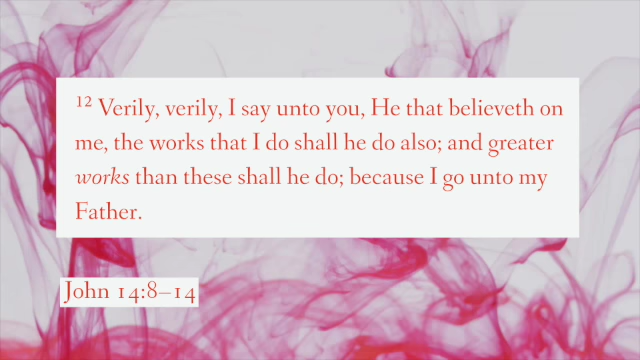 ¹² Verily, verily, I say unto you, He that believeth on
me, the works that I do shall he do also; and greater
works than these shall he do; because I go unto my
Father.
John 14:8–14